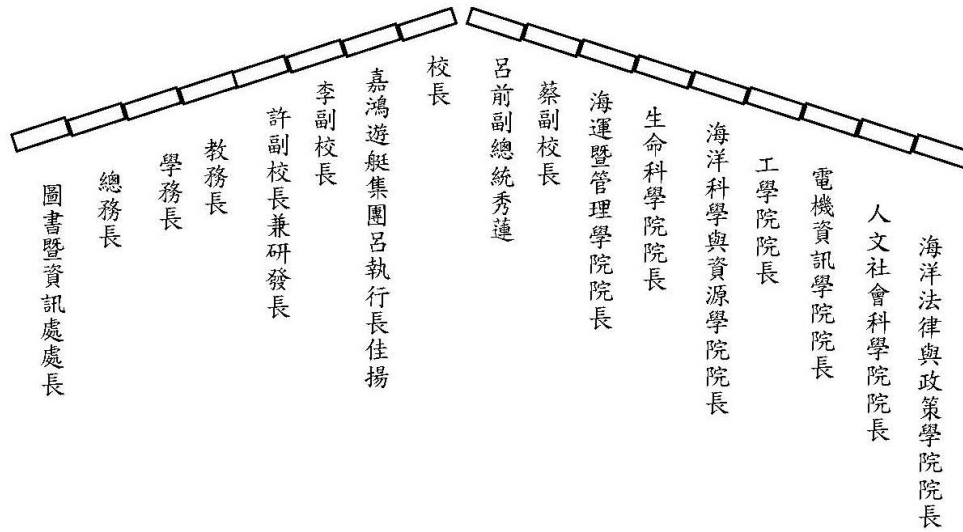 海洋法律與政策學院院長
人文社會科學院院長
電機資訊學院院長
工學院院長
海洋科學與資源學院院長
生命科學院院長
海運暨管理學院院長
蔡副校長
呂前副總統秀蓮
校長
嘉鴻遊艇集團呂執行長佳揚
李副校長
許副校長兼研發長
教務長
學務長
總務長
圖書暨資訊處處長